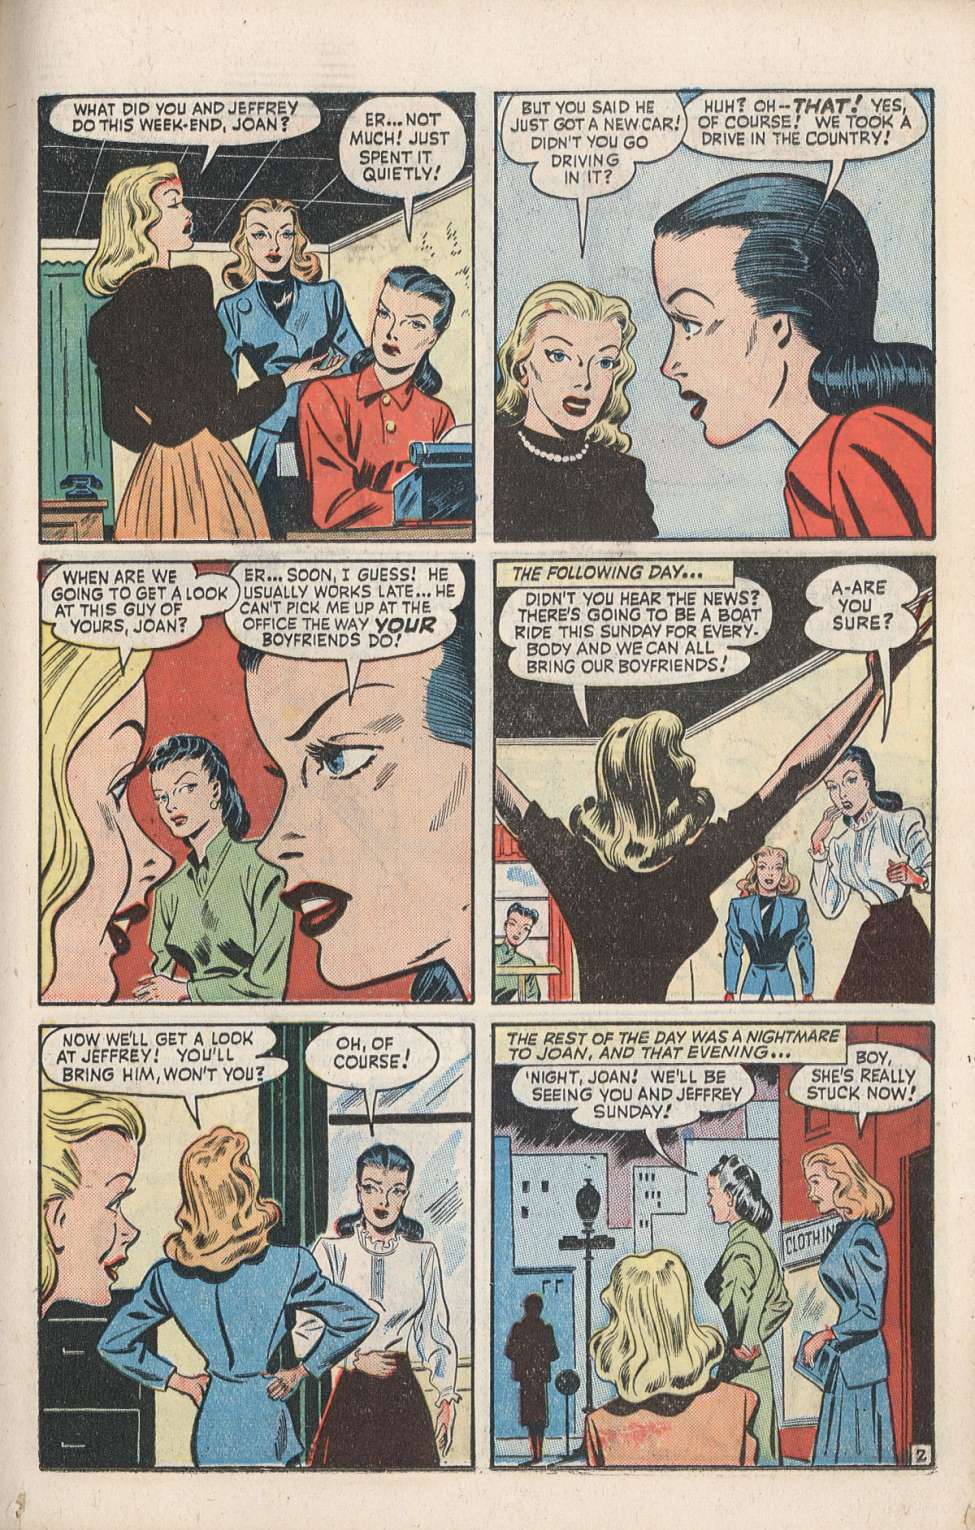 WHAT DID YOU AND JEFFREY
DO THIS WEEK-END, JOAN?
ER... NOT
MUCH! JUST
SPENT IT
QUIETLY!
BUT YOU SAID HE
JUST GOT A NEW CAR!
DIDN'T YOU GO
DRIVING
IN IT?
HUH? OH--THAT! YES,
OF COURSE! WE TOOK A
DRIVE IN THE COUNTRY!
WHEN ARE WE
GOING TO GET A LOOK
AT THIS GUY OF
YOURS, JOAN?
ER... SOON, I GUESS! HE
USUALLY WORKS LATE... HE
CAN'T PICK ME UP AT THE
OFFICE THE WAY YOUR
BOYFRIENDS DO!
THE FOLLOWING DAY...
DIDN'T YOU HEAR THE NEWS?
THERE'S GOING TO BE A BOAT
RIDE THIS SUNDAY FOR EVERY-
BODY AND WE CAN ALL
BRING OUR BOYFRIENDS!
A-ARE
YOU
SURE?
NOW WE'LL GET A LOOK
AT JEFFREY! YOU'LL
BRING HIM, WON'T YOU?
OH, OF
COURSE!
THE REST OF THE DAY WAS A NIGHTMARE
TO JOAN, AND THAT EVENING...
'NIGHT, JOAN! WE'LL BE
SEEING YOU AND JEFFREY
SUNDAY!
BOY,
SHE'S REALLY
STUCK NOW!
CLOTHIN
2